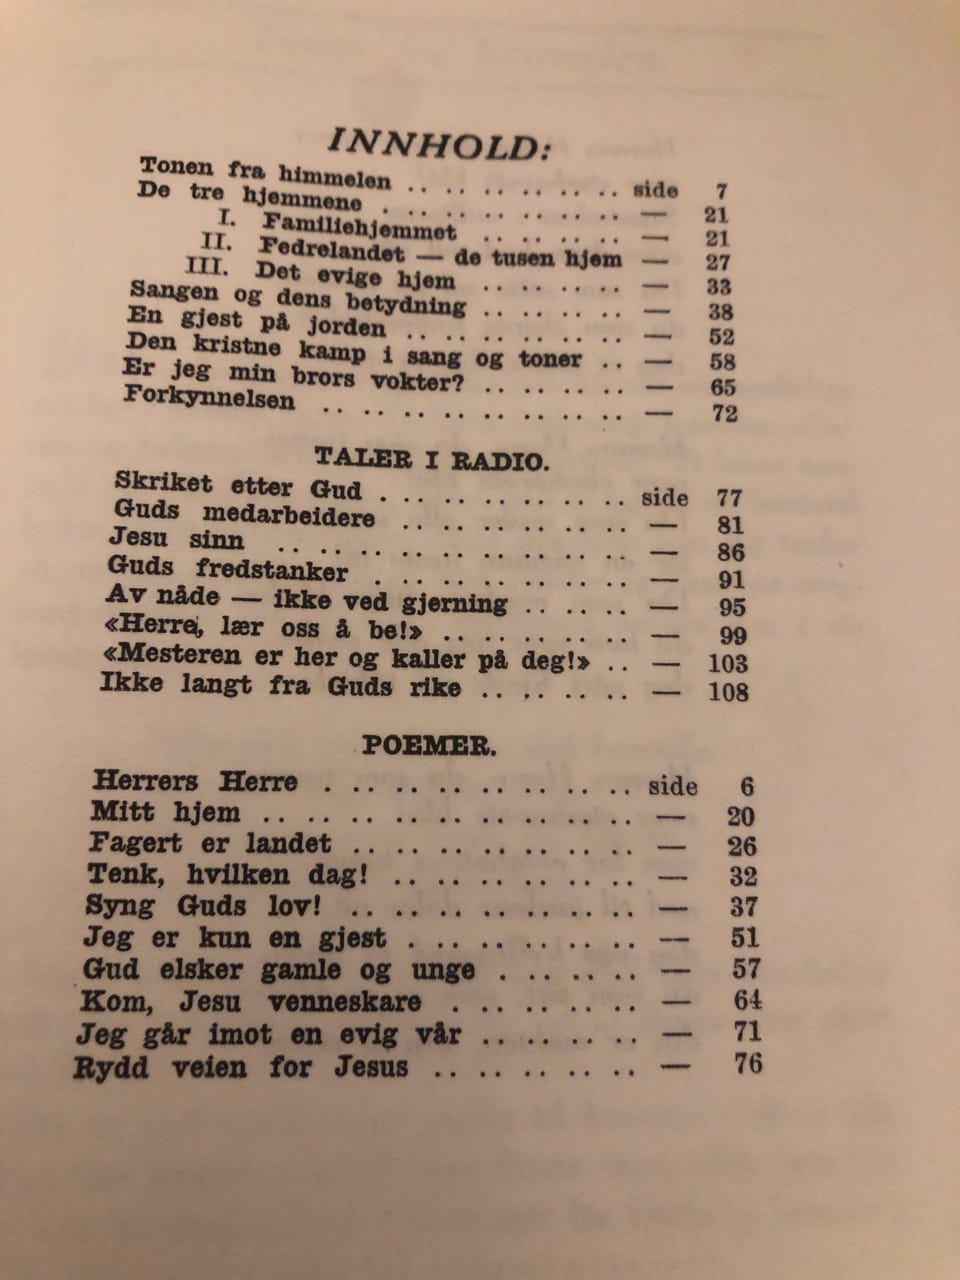 INNHOLD:
Tonen fra himmelen .. .. .. .. .. .. side 7
De tre hjemmene . .. .. .. .. .. .. — 21
I. Familiehjemmet .. .. .. .. — 21
II. Fedrelandet — de tusen hjem — 27
III. Det evige hjem .. .. .. .. — 33
Sangen og dens betydning .. .. .. .. — 38
En gjest på jorden .. .. .. .. .. .. — 52
Den kristne kamp i sang og toner .. — 58
Er jeg min brors vokter? .. .. .. .. — 65
Forkynnelsen .. .. .. .. .. .. .. .. — 72
TALER I RADIO.
Skriket etter Gud . .. .. .. .. .. .. side 77
Guds medarbeidere .. .. .. .. .. .. — 81
Jesu sinn .. .. .. .. .. .. .. .. .. — 86
Guds fredstanker . .. .. .. .. .. .. — 91
Av nåde — ikke ved gjerning .. .. .. — 95
«Herre, lær oss å be!» .. .. .. .. .. — 99
«Mesteren er her og kaller på deg!» .. — 103
Ikke langt fra Guds rike .. .. .. .. — 108
POEMER.
Herrers Herre . .. .. .. .. .. .. .. side 6
Mitt hjem .. .. .. .. .. .. .. .. .. — 20
Fagert er landet .. .. .. .. .. .. .. — 26
Tenk, hvilken dag! .. .. .. .. .. .. — 32
Syng Guds lov! .. .. .. .. .. .. .. — 37
Jeg er kun en gjest . .. .. .. .. .. — 51
Gud elsker gamle og unge . .. .. .. — 57
Kom, Jesu venneskare . .. .. .. .. — 64
Jeg går imot en evig vår .. .. .. .. — 71
Rydd veien for Jesus .. .. .. .. .. — 76